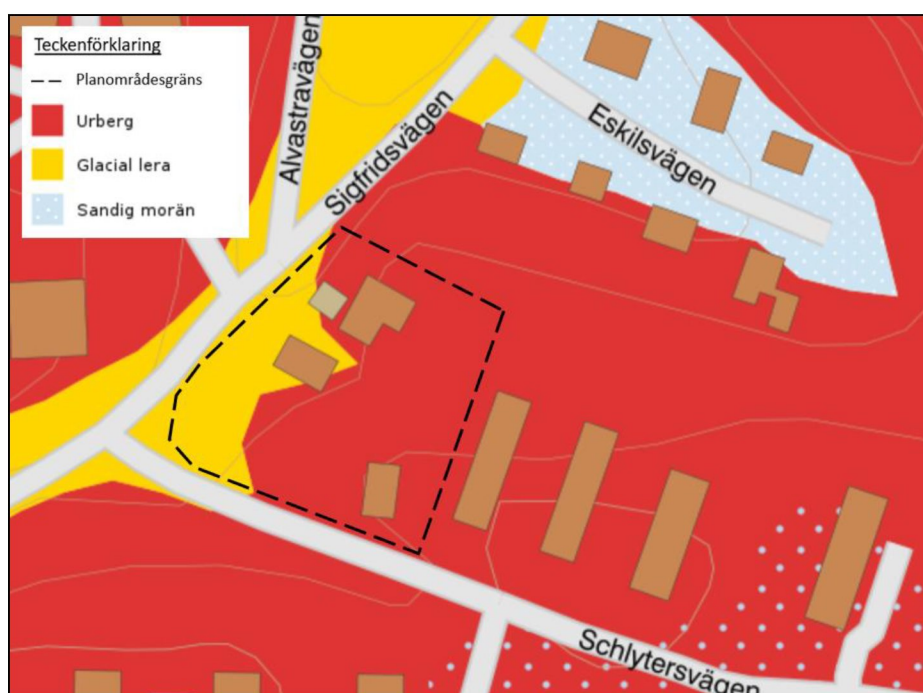 Teckenförklaring
Planområdesgräns
Urberg
Glacial lera
Sandig morän
Alvastravägen
Sigfridsvägen
Eskilsvägen
Schlytersvägen